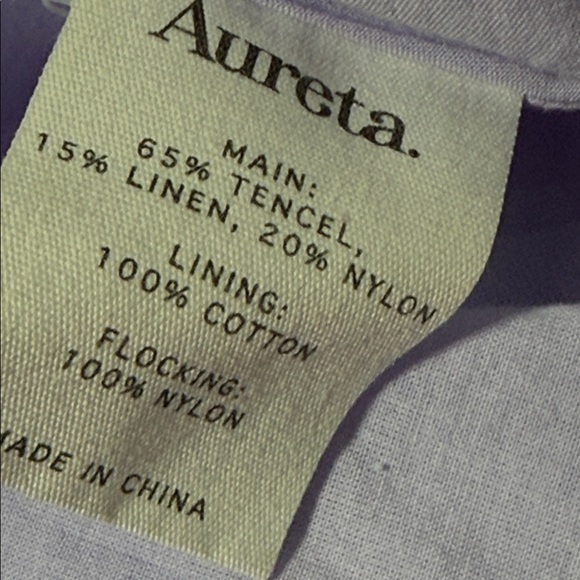 Aureta.
MAIN:
65% TENCEL,
15% LINEN, 20% NYLON
LINING:
100% COTTON
FLOCKING:
100% NYLON
MADE IN CHINA